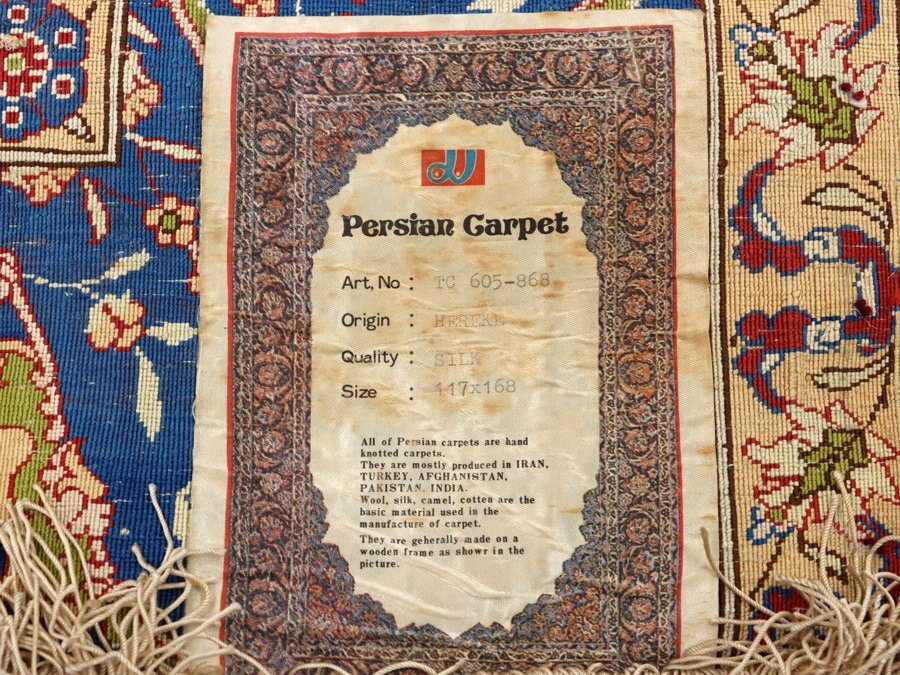 Persian Carpet
Art, No : TC 605-868
Origin : HEREKE
Quality : SILK
Size : 117x168
All of Persian carpets are hand
knotted carpets.
They are mostly produced in IRAN,
TURKEY, AFGHANISTAN,
PAKISTAN, INDIA.
Wool, silk, camel, cotten are the
basic material used in the
manufacture of carpet.
They are geherally made on a
wooden frame as showr in the
picture.